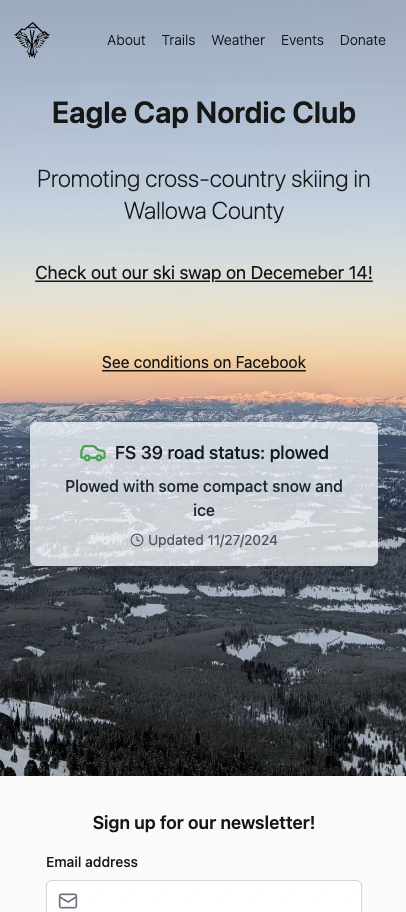 About Trails Weather Events Donate
Eagle Cap Nordic Club
Promoting cross-country skiing in
Wallowa County
Check out our ski swap on Decemeber 14!
See conditions on Facebook
FS 39 road status: plowed
Plowed with some compact snow and
ice
Updated 11/27/2024
Sign up for our newsletter!
Email address